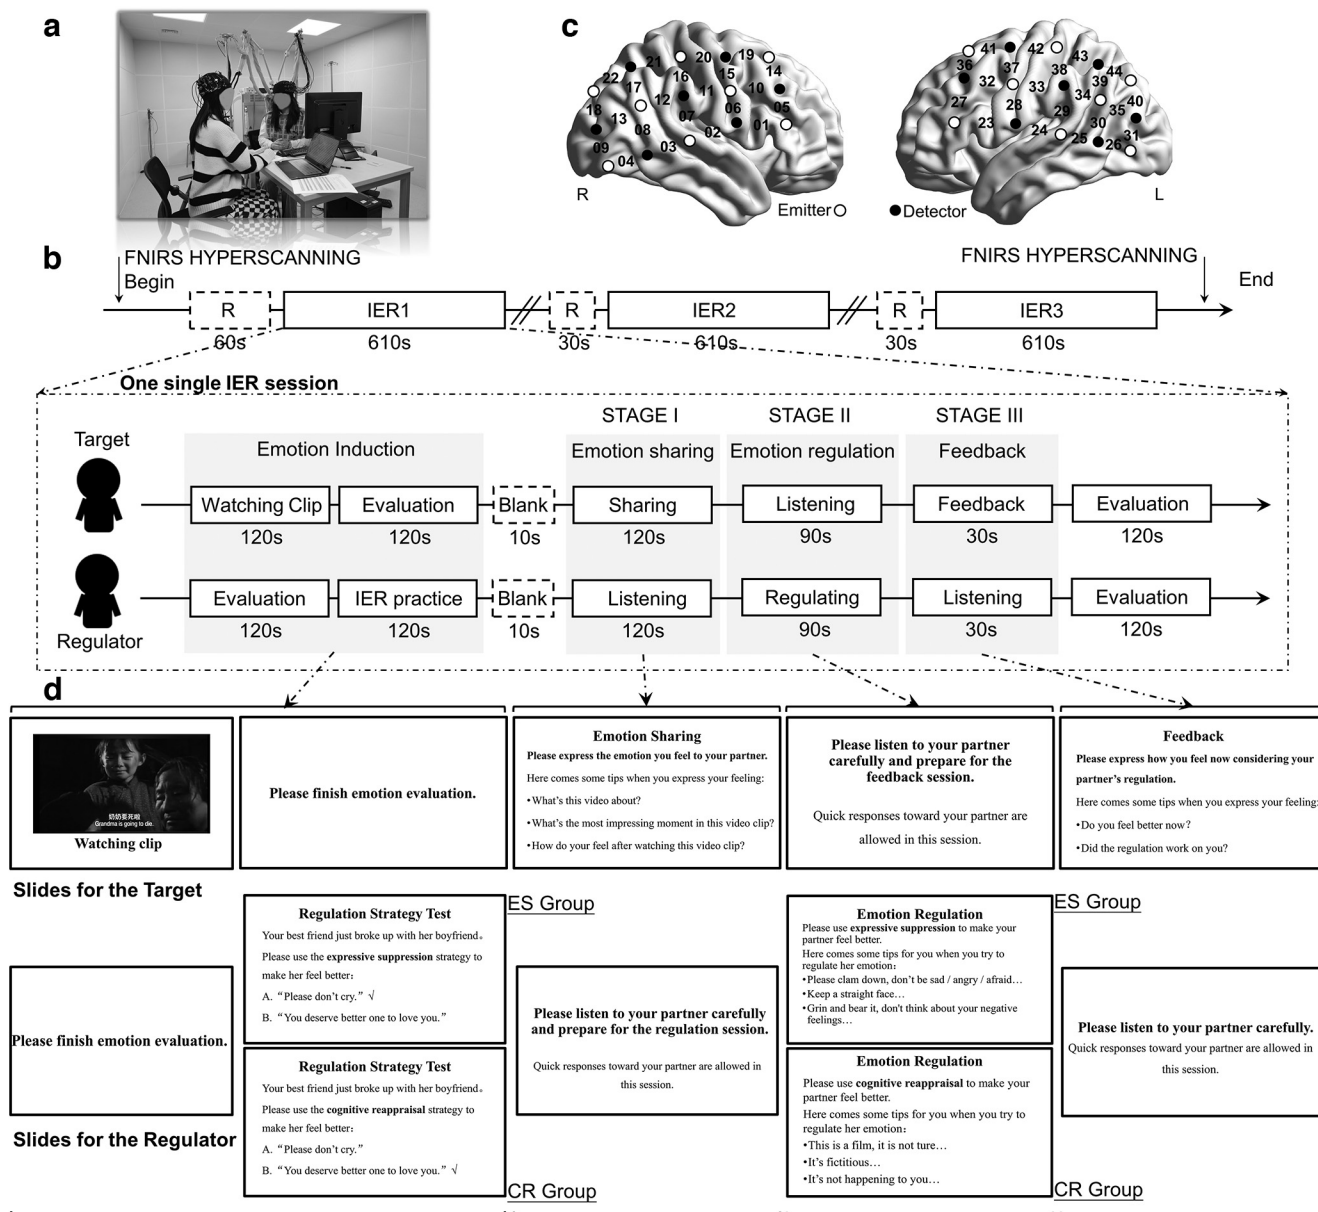 a
c
20
19
21
16
15
14
22
17
11
10
12
18
13
07
06
05
08
02
01
09
03
04
R
Emitter
41
42
43
36
37
38
44
32
33
39
27
34
40
28
29
35
23
30
24
25
26
31
L
Detector
b
FNIRS HYPERSCANNING
Begin
FNIRS HYPERSCANNING
End
R
IER1
R
IER2
R
IER3
60s
610s
30s
610s
30s
610s
One single IER session
STAGE I
STAGE II
STAGE III
Target
Emotion Induction
Emotion sharing
Emotion regulation
Feedback
Watching Clip
Evaluation
Blank
Sharing
Listening
Feedback
Evaluation
120s
120s
10s
120s
90s
30s
120s
Evaluation
IER practice
Blank
Listening
Regulating
Listening
Evaluation
120s
120s
10s
120s
90s
30s
120s
Regulator
d
奶奶要死啦
Grandma is going to die.
Watching clip
Please finish emotion evaluation.
Emotion Sharing
Please express the emotion you feel to your partner.
Here comes some tips when you express your feeling:
•What's this video about?
•What's the most impressing moment in this video clip?
•How do your feel after watching this video clip?
Please listen to your partner
carefully and prepare for the
feedback session.
Quick responses toward your partner are
allowed in this session.
Feedback
Please express how you feel now considering your
partner's regulation.
Here comes some tips when you express your feeling:
•Do you feel better now?
•Did the regulation work on you?
Slides for the Target
ES Group
ES Group
Please finish emotion evaluation.
Regulation Strategy Test
Your best friend just broke up with her boyfriend。
Please use the expressive suppression strategy to
make her feel better:
A. “Please don't cry.” √
B. “You deserve better one to love you.”
Regulation Strategy Test
Your best friend just broke up with her boyfriend。
Please use the cognitive reappraisal strategy to
make her feel better:
A. “Please don't cry.”
B. “You deserve better one to love you.” √
Please listen to your partner carefully
and prepare for the regulation session.
Quick responses toward your partner are allowed in
this session.
Emotion Regulation
Please use expressive suppression to make your
partner feel better.
Here comes some tips for you when you try to
regulate her emotion:
•Please clam down, don't be sad / angry / afraid…
•Keep a straight face…
•Grin and bear it, don't think about your negative
feelings…
Emotion Regulation
Please use cognitive reappraisal to make your
partner feel better.
Here comes some tips for you when you try to
regulate her emotion:
•This is a film, it is not ture…
•It's fictitious…
•It's not happening to you…
Please listen to your partner carefully.
Quick responses toward your partner are allowed in
this session.
Slides for the Regulator
CR Group
CR Group